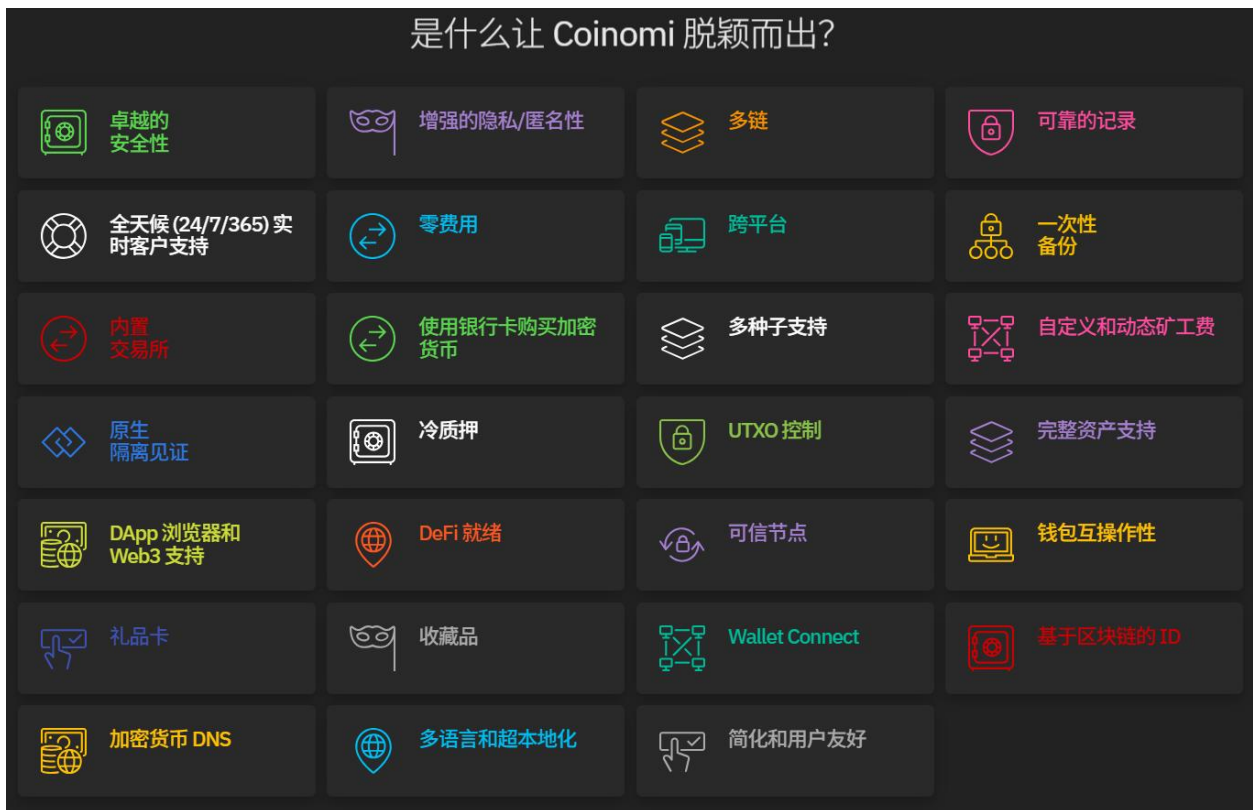 是什么让 Coinomi 脱颖而出？
卓越的
安全性
增强的隐私/匿名性
多链
可靠的记录
全天候 (24/7/365) 实
时客户支持
零费用
跨平台
一次性
备份
内置
交易所
使用银行卡购买加密
货币
多种子支持
自定义和动态矿工费
原生
隔离见证
冷质押
UTXO 控制
完整资产支持
DApp 浏览器和
Web3 支持
DeFi 就绪
可信节点
钱包互操作性
礼品卡
收藏品
Wallet Connect
基于区块链的 ID
加密货币 DNS
多语言和超本地化
简化和用户友好